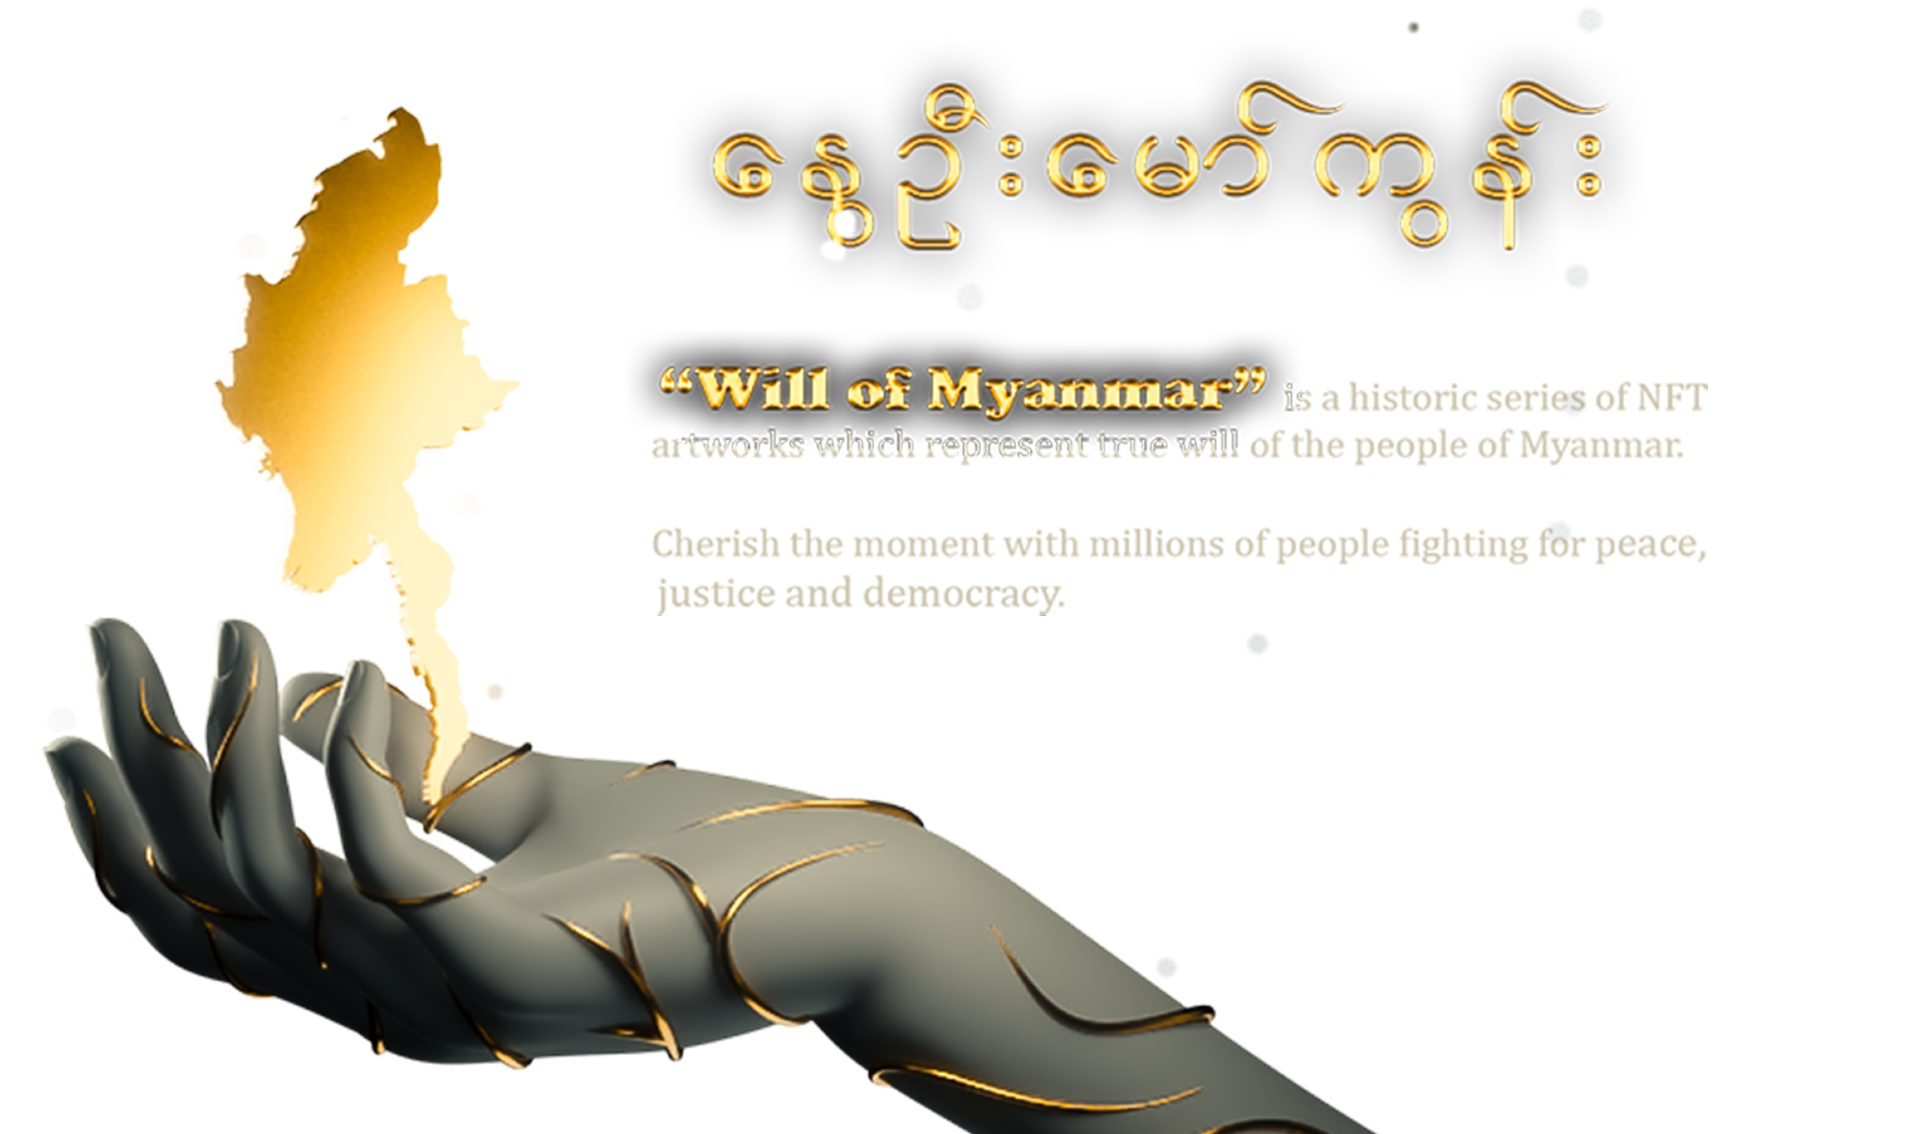 နွေဦးမော်ကွန်း
“Will of Myanmar” is a historic series of NFT
artworks which represent true will of the people of Myanmar.
Cherish the moment with millions of people fighting for peace,
justice and democracy.